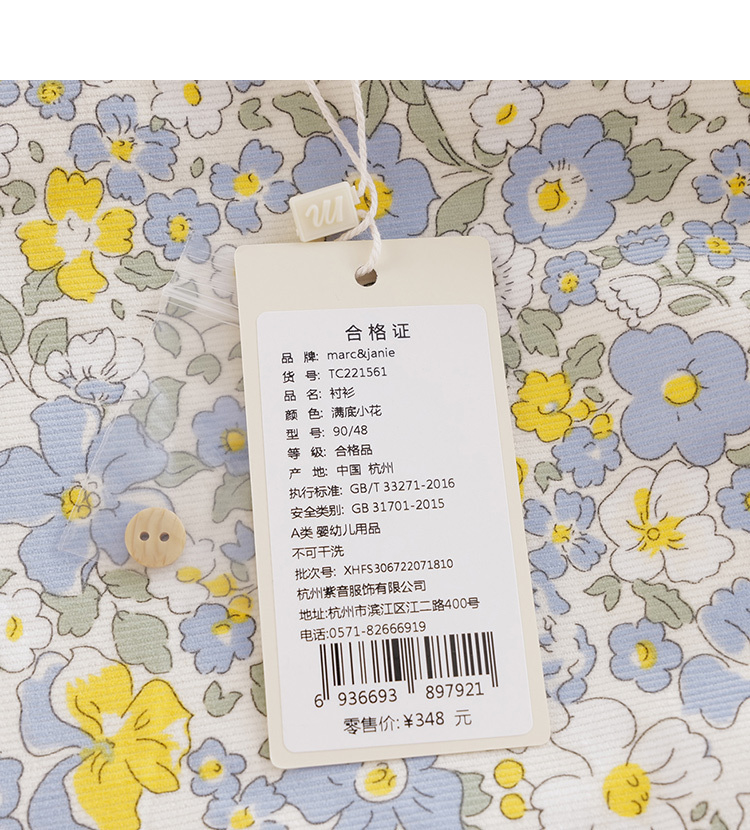 合格证
品 牌: marc&janie
货 号: TC221561
品 名: 衬衫
颜 色: 满底小花
型 号: 90/48
等 级: 合格品
产 地: 中国 杭州
执行标准: GB/T 33271-2016
安全类别: GB 31701-2015
A类 婴幼儿用品
不可干洗
批次号: XHFS306722071810
杭州紫音服饰有限公司
地址:杭州市滨江区江二路400号
电话:0571-82666919
6 936693 897921
零售价:¥348 元